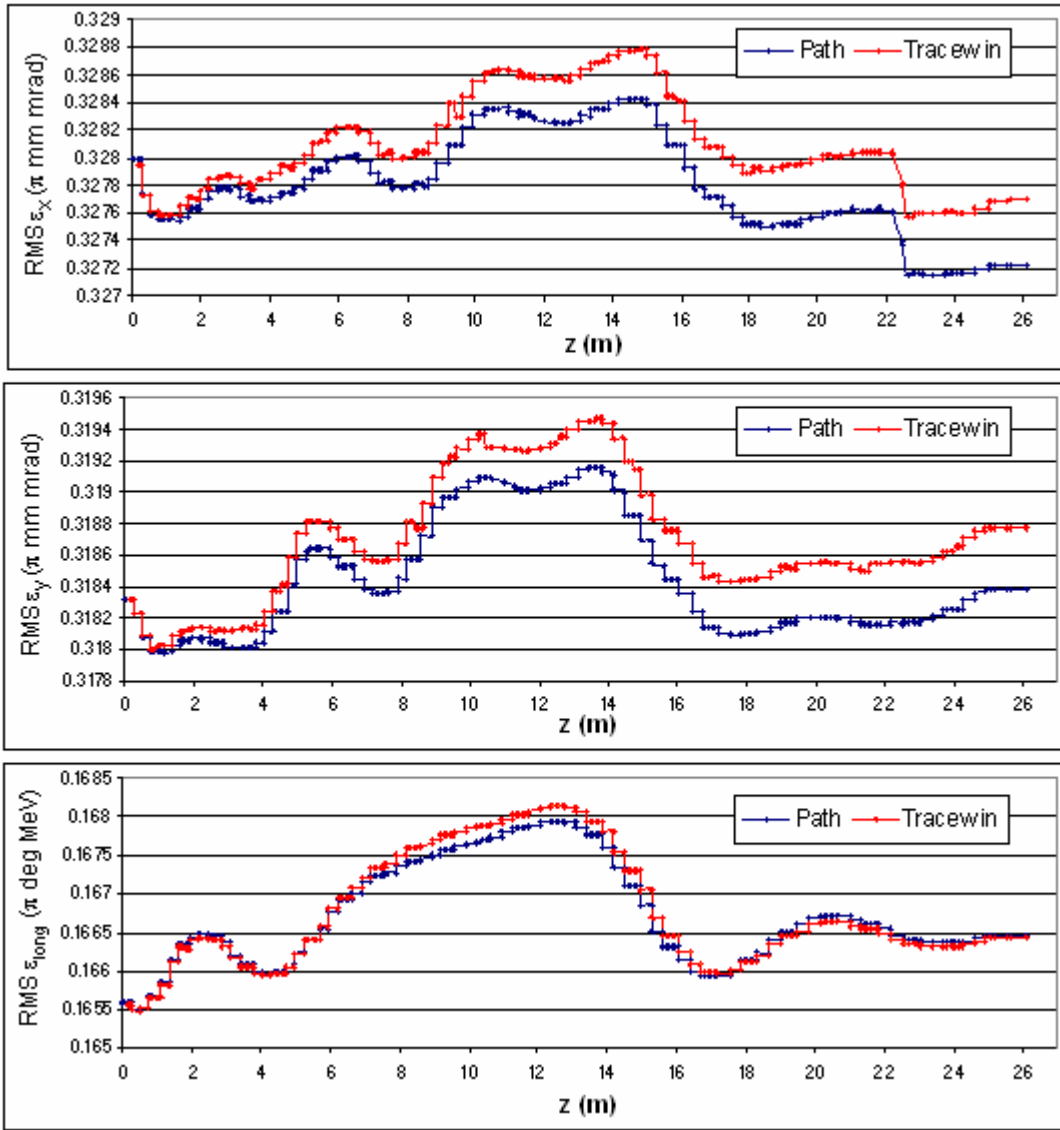 0.329
0.3288
0.3286
0.3284
0.3282
0.328
0.3278
0.3276
0.3274
0.3272
0.327
RMS εx (π mm mrad)
Path Tracewin
0 2 4 6 8 10 12 14 16 18 20 22 24 26
z (m)
0.3196
0.3194
0.3192
0.319
0.3188
0.3186
0.3184
0.3182
0.318
0.3178
RMS εy (π mm mrad)
Path Tracewin
0 2 4 6 8 10 12 14 16 18 20 22 24 26
z (m)
0.1685
0.168
0.1675
0.167
0.1665
0.166
0.1655
0.165
RMS εlong (π deg MeV)
Path Tracewin
0 2 4 6 8 10 12 14 16 18 20 22 24 26
z (m)